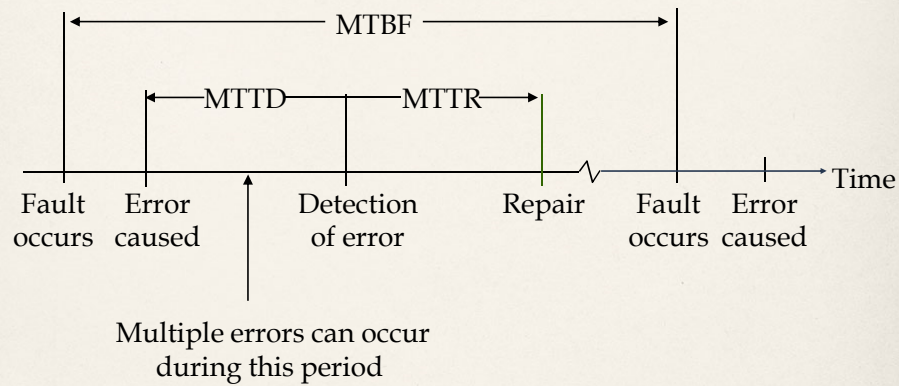 MTBF
MTTD
MTTR
Time
Fault
occurs
Error
caused
Detection
of error
Repair
Fault
occurs
Error
caused
Multiple errors can occur
during this period